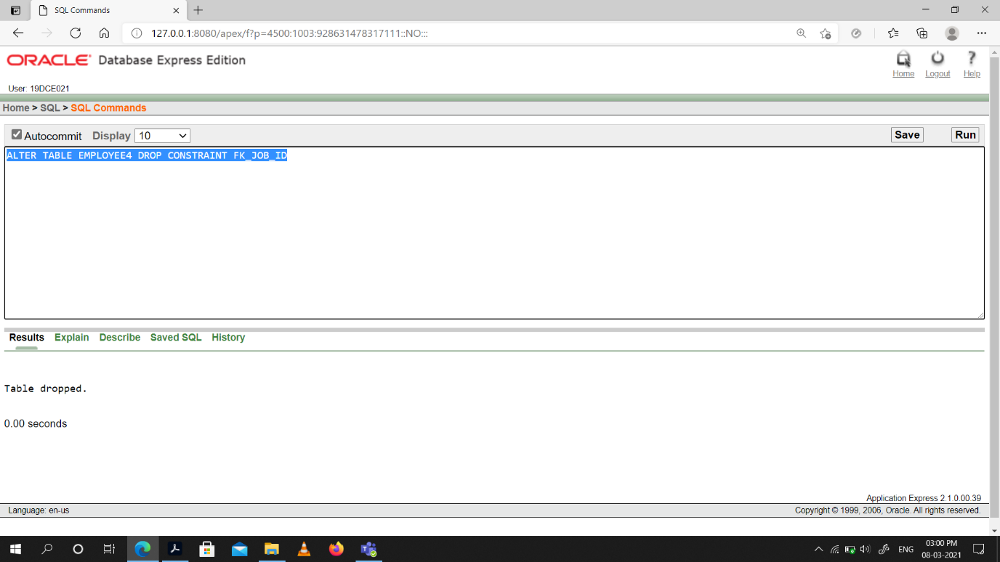 SQL Commands
127.0.0.1:8080/apex/f?p=4500:1003:928631478317111::NO:::
ORACLE Database Express Edition
Home Logout Help
User: 19DCE021
Home > SQL > SQL Commands
Autocommit Display 10 Save Run
ALTER TABLE EMPLOYEE4 DROP CONSTRAINT FK_JOB_ID
Results Explain Describe Saved SQL History
Table dropped.
0.00 seconds
Application Express 2.1.0.00.39
Language: en-us Copyright © 1999, 2006, Oracle. All rights reserved.
ENG 03:00 PM
08-03-2021